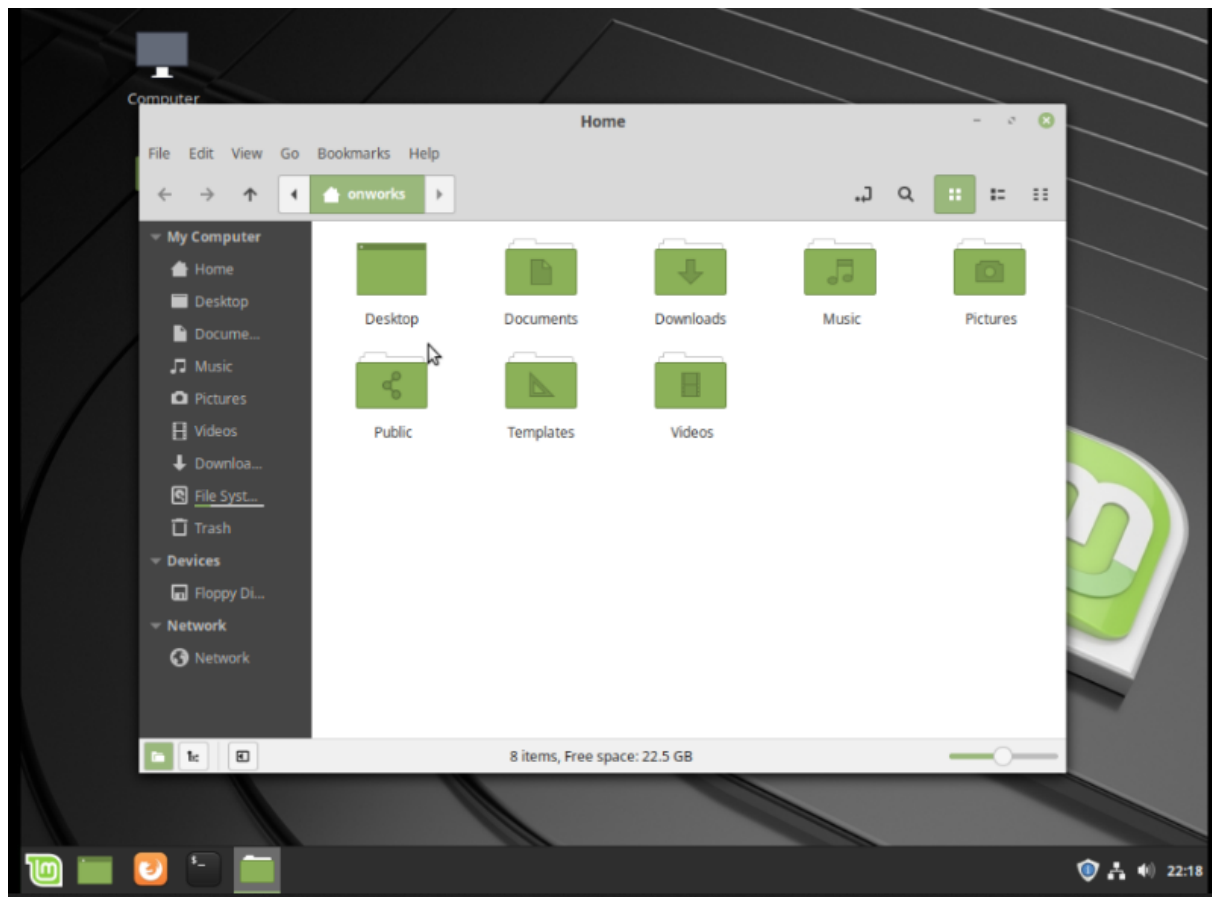 Computer
Home
File Edit View Go Bookmarks Help
onworks
My Computer
Home
Desktop
Docume...
Music
Pictures
Videos
Downloa...
File Syst...
Trash
Devices
Floppy Di...
Network
Network
Desktop Documents Downloads Music Pictures
Public Templates Videos
8 items, Free space: 22.5 GB
$_
22:18